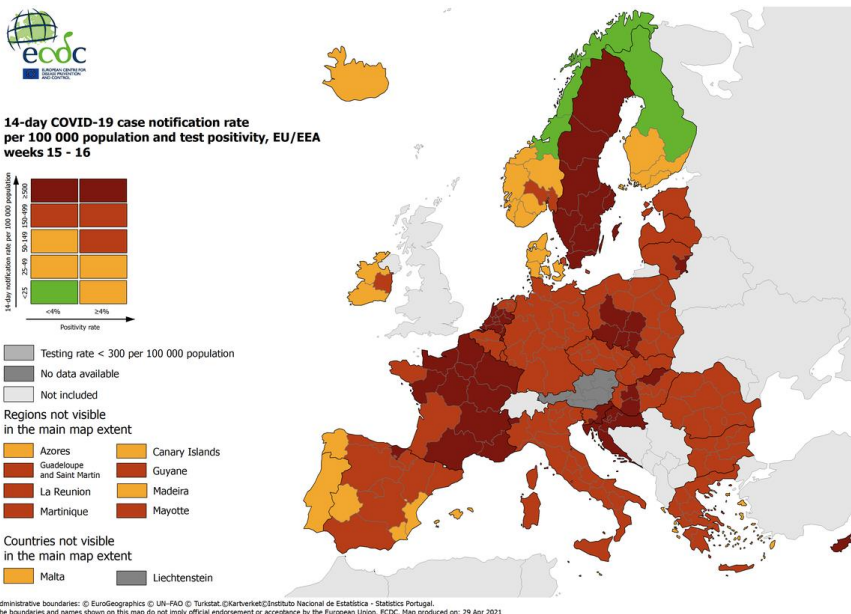 ecdc
EUROPEAN CENTRE FOR
DISEASE PREVENTION
AND CONTROL
14-day COVID-19 case notification rate
per 100 000 population and test positivity, EU/EEA
weeks 15 - 16
14-day notification rate per 100 000 population
≥500
150-499
50-149
25-49
<25
<4%
≥4%
Positivity rate
Testing rate < 300 per 100 000 population
No data available
Not included
Regions not visible
in the main map extent
Azores
Canary Islands
Guadeloupe
and Saint Martin
Guyane
La Reunion
Madeira
Martinique
Mayotte
Countries not visible
in the main map extent
Malta
Liechtenstein
dministrative boundaries: © EuroGeographics © UN–FAO © Turkstat.©Kartverket©Instituto Nacional de Estatística - Statistics Portugal.
he boundaries and names shown on this map do not imply official endorsement or acceptance by the European Union. ECDC. Map produced on: 29 Apr 2021